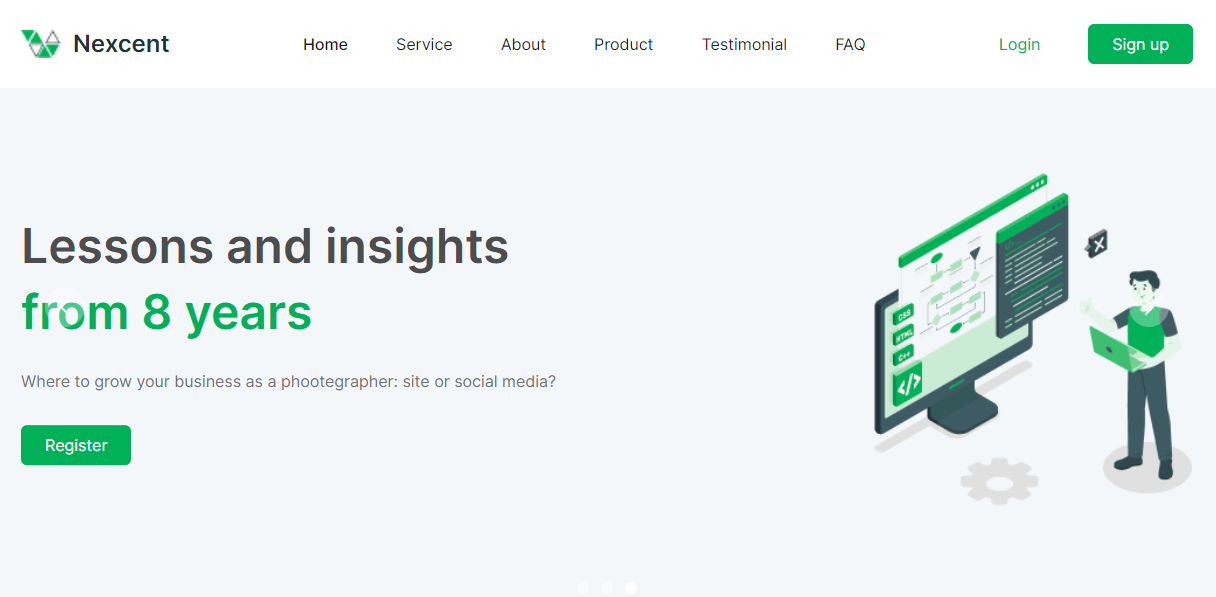 Nexcent
Home Service About Product Testimonial FAQ
Login
Sign up
Lessons and insights
from 8 years
Where to grow your business as a phootegrapher: site or social media?
Register
CSS
HTML
C++
</>